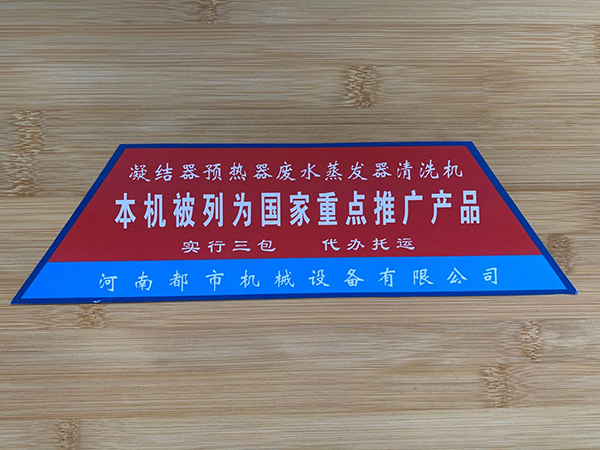 凝结器预热器废水蒸发器清洗机
本机被列为国家重点推广产品
实行三包 代办托运
河南都市机械设备有限公司